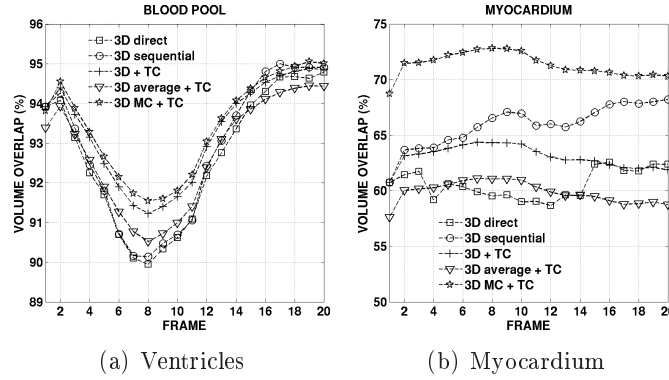 BLOOD POOL
96
95
94
93
92
91
90
89
VOLUME OVERLAP (%)
3D direct
3D sequential
3D + TC
3D average + TC
3D MC + TC
2 4 6 8 10 12 14 16 18 20
FRAME
(a) Ventricles
MYOCARDIUM
75
70
65
60
55
50
VOLUME OVERLAP (%)
3D direct
3D sequential
3D + TC
3D average + TC
3D MC + TC
2 4 6 8 10 12 14 16 18 20
FRAME
(b) Myocardium